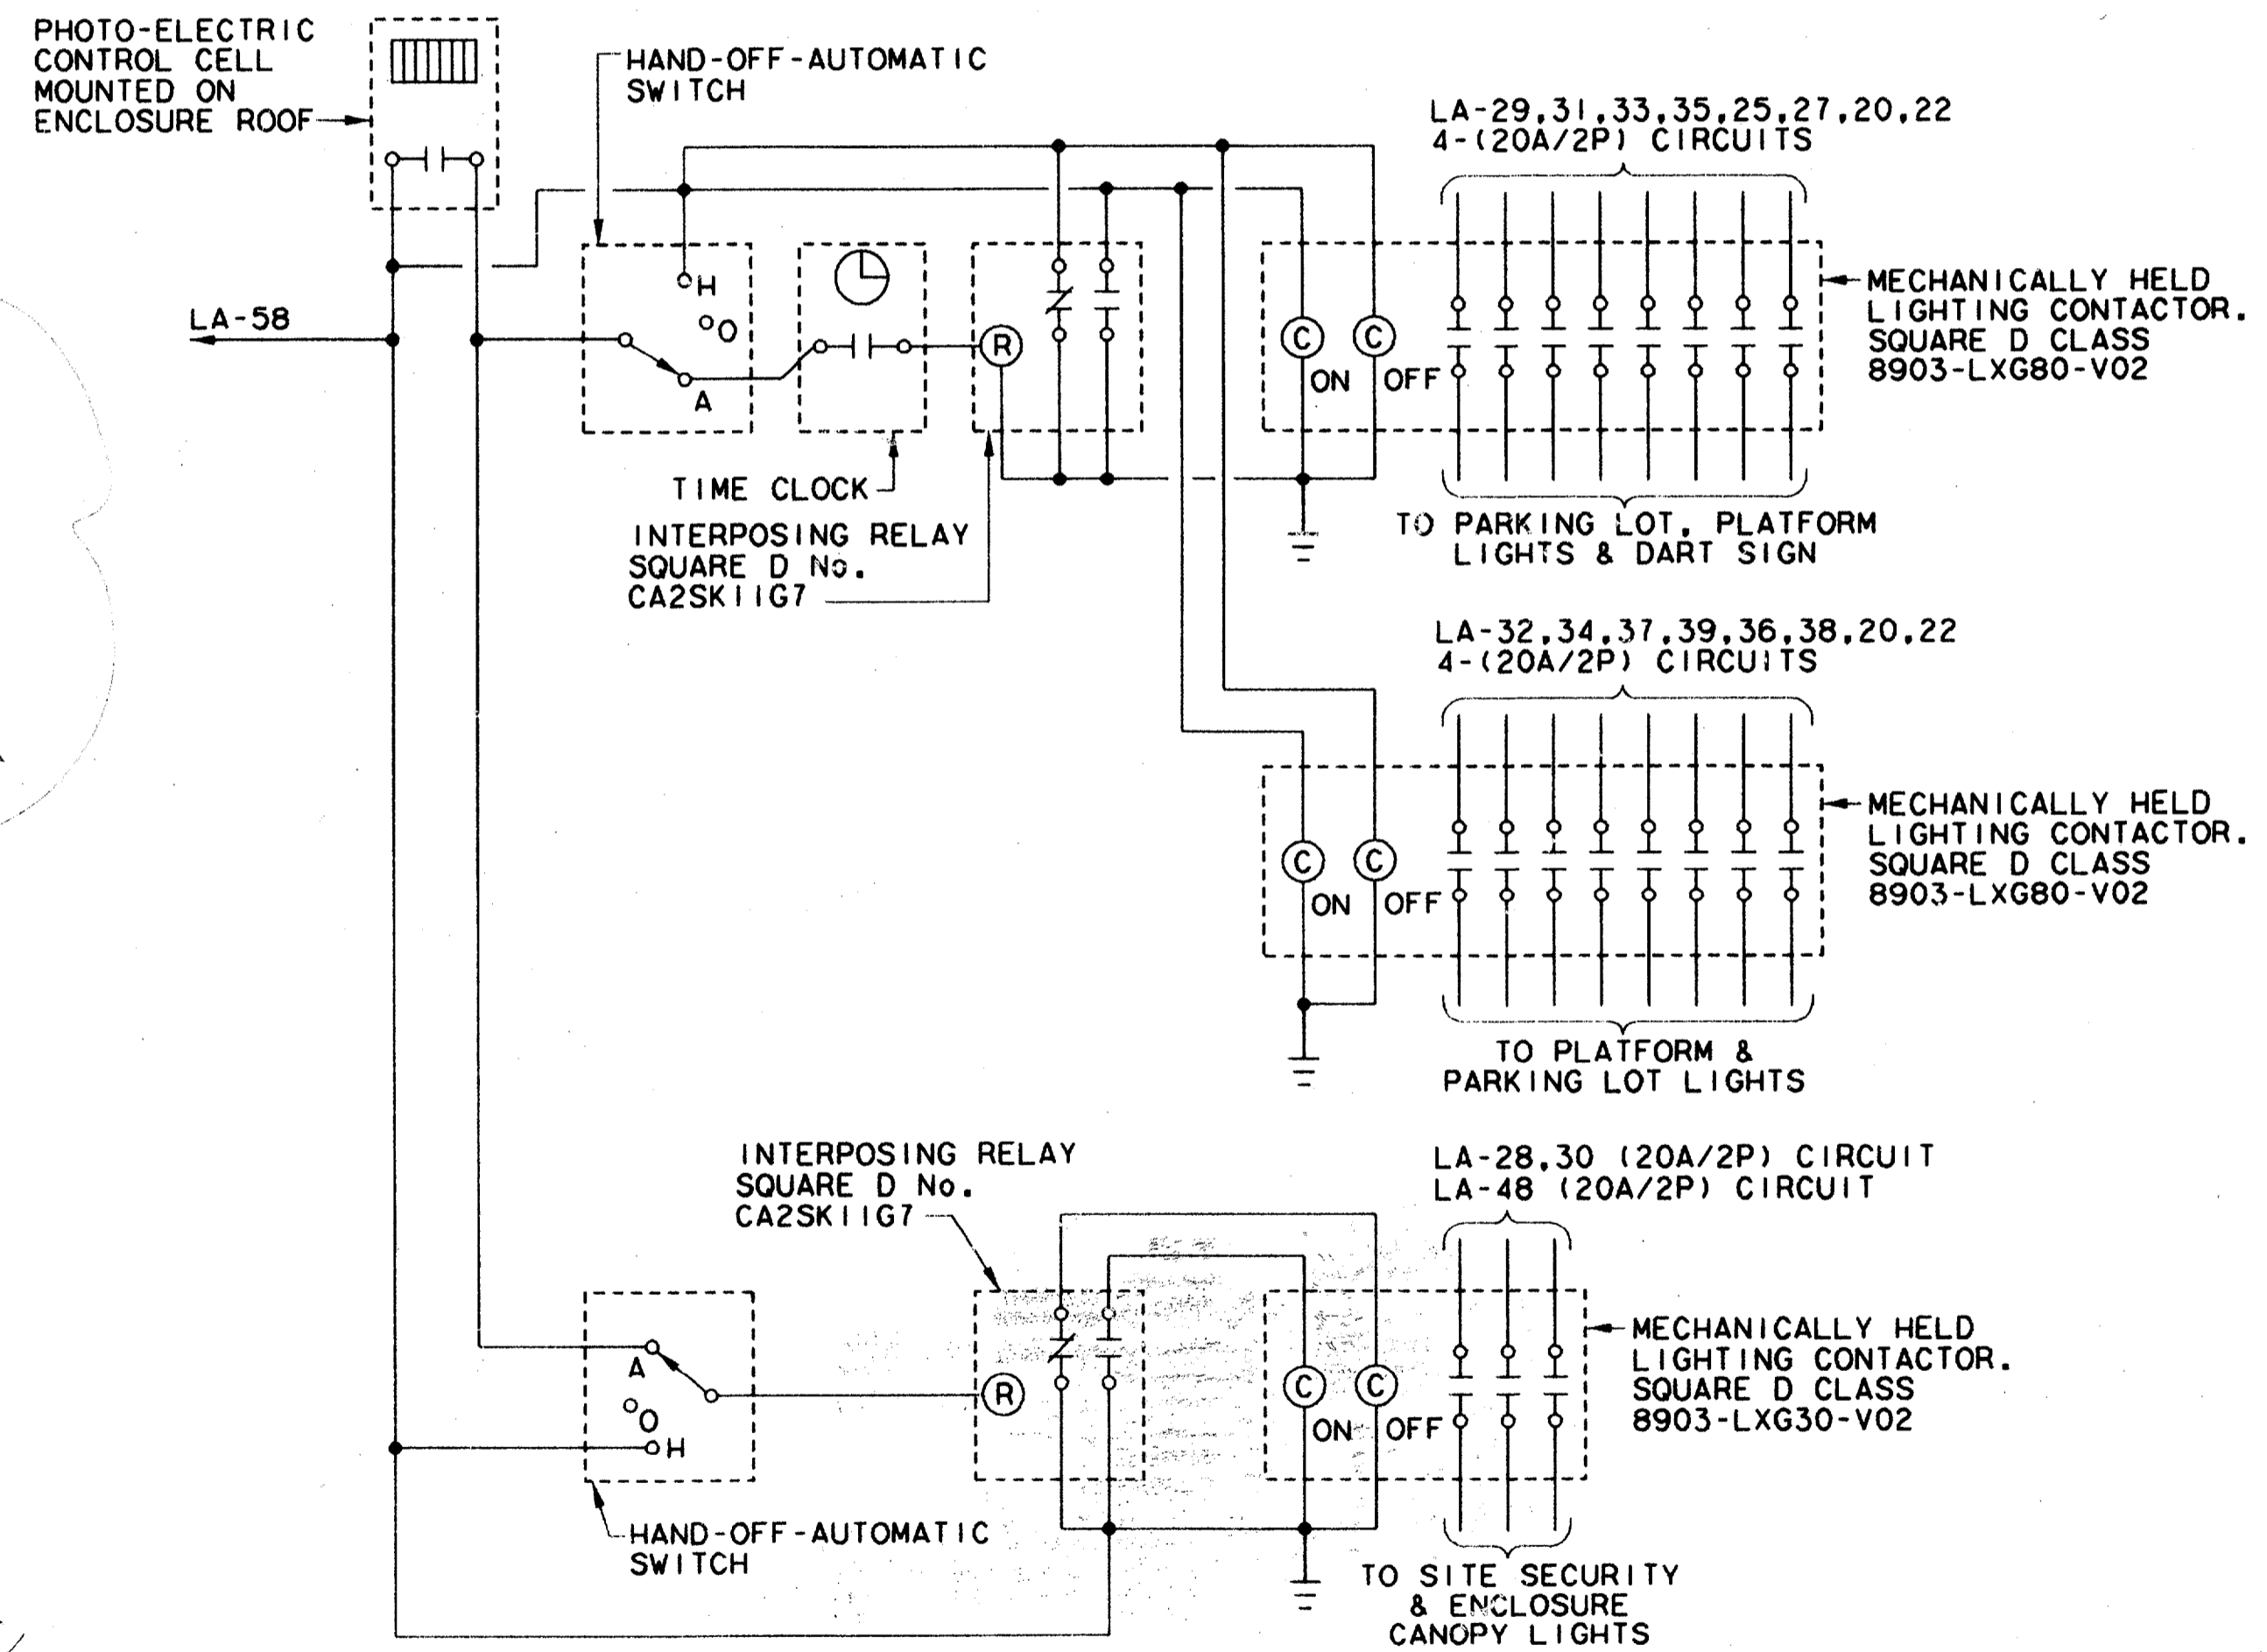 PHOTO-ELECTRIC
CONTROL CELL
MOUNTED ON
ENCLOSURE ROOF
HAND-OFF-AUTOMATIC
SWITCH
LA-29,31,33,35,25,27,20,22
4-(20A/2P) CIRCUITS
LA-58
H
O
A
R
C
C
ON
OFF
MECHANICALLY HELD
LIGHTING CONTACTOR.
SQUARE D CLASS
8903-LXG80-V02
TIME CLOCK
INTERPOSING RELAY
SQUARE D No.
CA2SK11G7
TO PARKING LOT, PLATFORM
LIGHTS & DART SIGN
LA-32,34,37,39,36,38,20,22
4-(20A/2P) CIRCUITS
C
C
ON
OFF
MECHANICALLY HELD
LIGHTING CONTACTOR.
SQUARE D CLASS
8903-LXG80-V02
TO PLATFORM &
PARKING LOT LIGHTS
INTERPOSING RELAY
SQUARE D No.
CA2SK11G7
LA-28,30 (20A/2P) CIRCUIT
LA-48 (20A/2P) CIRCUIT
A
O
H
R
C
C
ON
OFF
MECHANICALLY HELD
LIGHTING CONTACTOR.
SQUARE D CLASS
8903-LXG30-V02
HAND-OFF-AUTOMATIC
SWITCH
TO SITE SECURITY
& ENCLOSURE
CANOPY LIGHTS